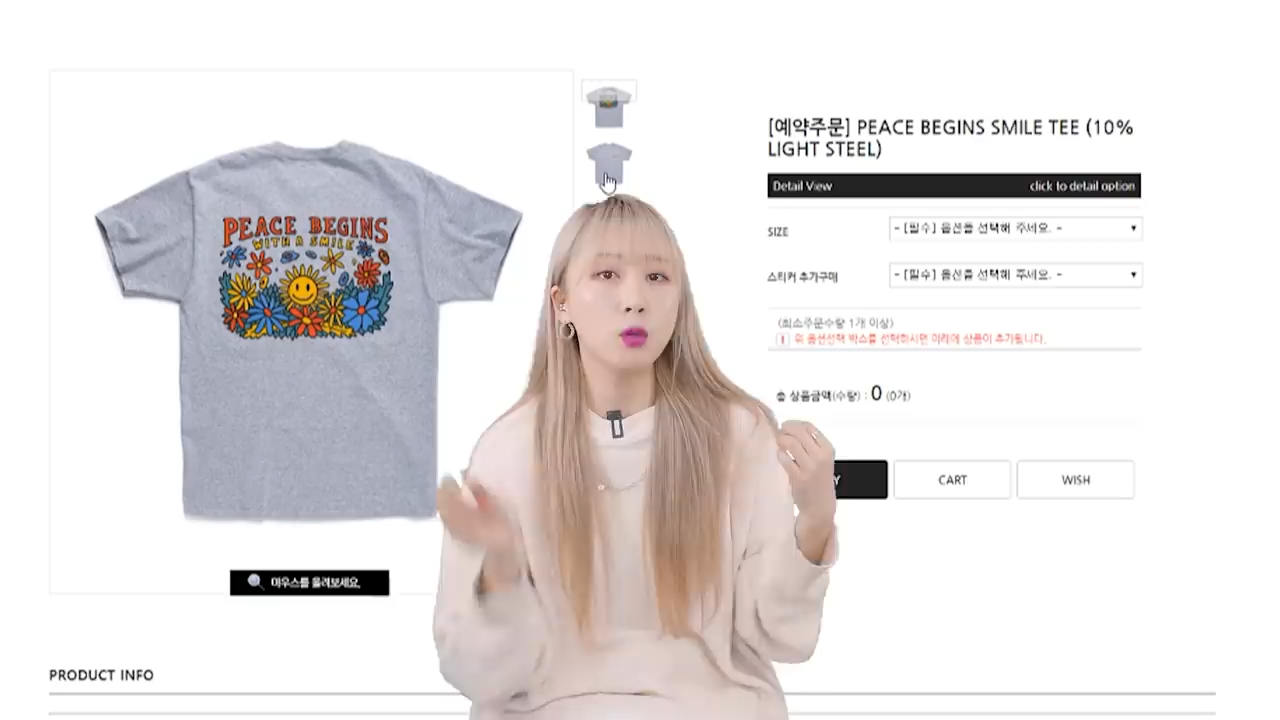 PEACE BEGINS
WITH A SMILE
마우스를 올려보세요.
[예약주문] PEACE BEGINS SMILE TEE (10%
LIGHT STEEL)
Detail View click to detail option
SIZE - [필수] 옵션을 선택해 주세요. -
스티커 추가구매 - [필수] 옵션을 선택해 주세요. -
(최소주문수량 1개 이상)
위 옵션선택 박스를 선택하시면 아래에 상품이 추가됩니다.
총 상품금액(수량) : 0 (0개)
Y CART WISH
PRODUCT INFO